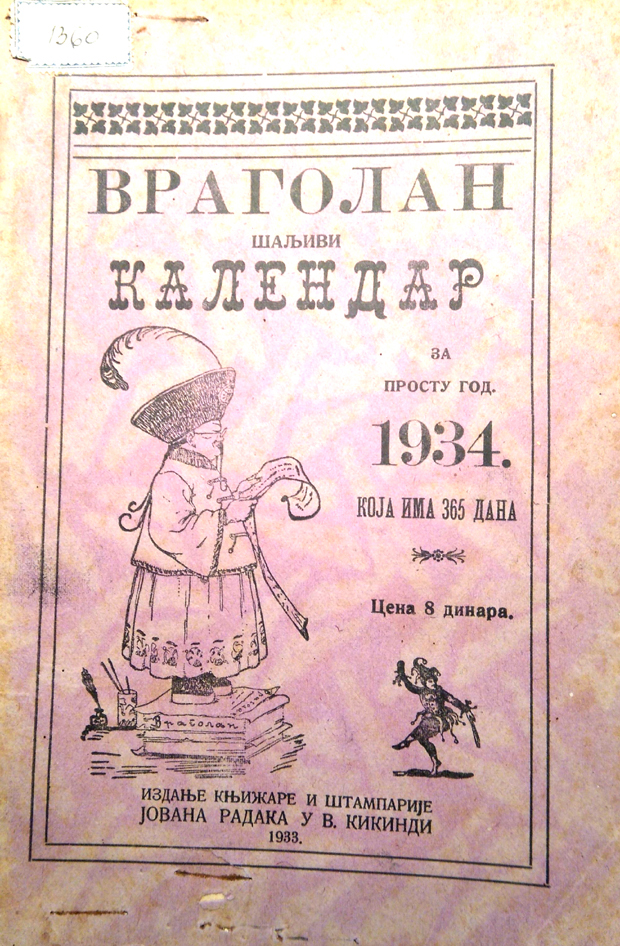 1360
ВРАГОЛАН
ШАЉИВИ
КАЛЕНДАР
ЗА
ПРОСТУ ГОД.
1934.
КОЈА ИМА 365 ДАНА
Цена 8 динара.
Враголан
ИЗДАЊЕ КЊИЖАРЕ И ШТАМПАРИЈЕ
ЈОВАНА РАДАКА У В. КИКИНДИ
1933.